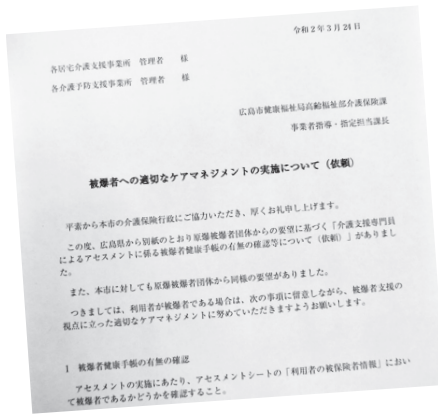 令和２年３月２４日
各居宅介護支援事業所　管理者　　様
各介護予防支援事業所　管理者　　様
広島市健康福祉局高齢福祉部介護保険課
事業者指導・指定担当課長
被爆者への適切なケアマネジメントの実施について（依頼）
平素から本市の介護保険行政にご協力いただき、厚くお礼申し上げます。
この度、広島県から別紙のとおり原爆被爆者団体からの要望に基づく「介護支援専門員
によるアセスメントに係る被爆者健康手帳の有無の確認等について（依頼）」がありまし
た。
また、本市に対しても原爆被爆者団体から同様の要望がありました。
つきましては、利用者が被爆者である場合は、次の事項に留意しながら、被爆者支援の
視点に立った適切なケアマネジメントに努めていただきますようお願いします。
１　被爆者健康手帳の有無の確認
アセスメントの実施にあたり、アセスメントシートの「利用者の被保険者情報」におい
て被爆者であるかどうかを確認すること。